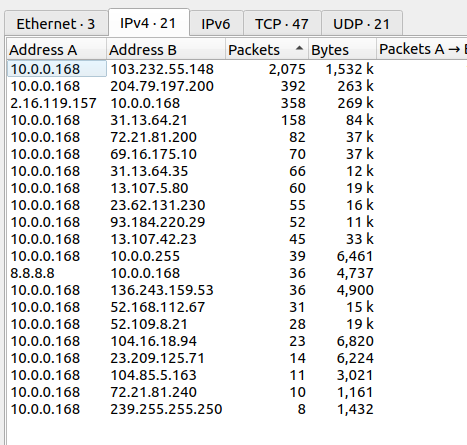 Ethernet · 3 IPv4 · 21 IPv6 TCP · 47 UDP · 21
Address A Address B Packets Bytes Packets A →
10.0.0.168 103.232.55.148 2,075 1,532 k
10.0.0.168 204.79.197.200 392 263 k
2.16.119.157 10.0.0.168 358 269 k
10.0.0.168 31.13.64.21 158 84 k
10.0.0.168 72.21.81.200 82 37 k
10.0.0.168 69.16.175.10 70 37 k
10.0.0.168 31.13.64.35 66 12 k
10.0.0.168 13.107.5.80 60 19 k
10.0.0.168 23.62.131.230 55 16 k
10.0.0.168 93.184.220.29 52 11 k
10.0.0.168 13.107.42.23 45 33 k
10.0.0.168 10.0.0.255 39 6,461
8.8.8.8 10.0.0.168 36 4,737
10.0.0.168 136.243.159.53 36 4,900
10.0.0.168 52.168.112.67 31 15 k
10.0.0.168 52.109.8.21 28 19 k
10.0.0.168 104.16.18.94 23 6,820
10.0.0.168 23.209.125.71 14 6,224
10.0.0.168 104.85.5.163 11 3,021
10.0.0.168 72.21.81.240 10 1,161
10.0.0.168 239.255.255.250 8 1,432